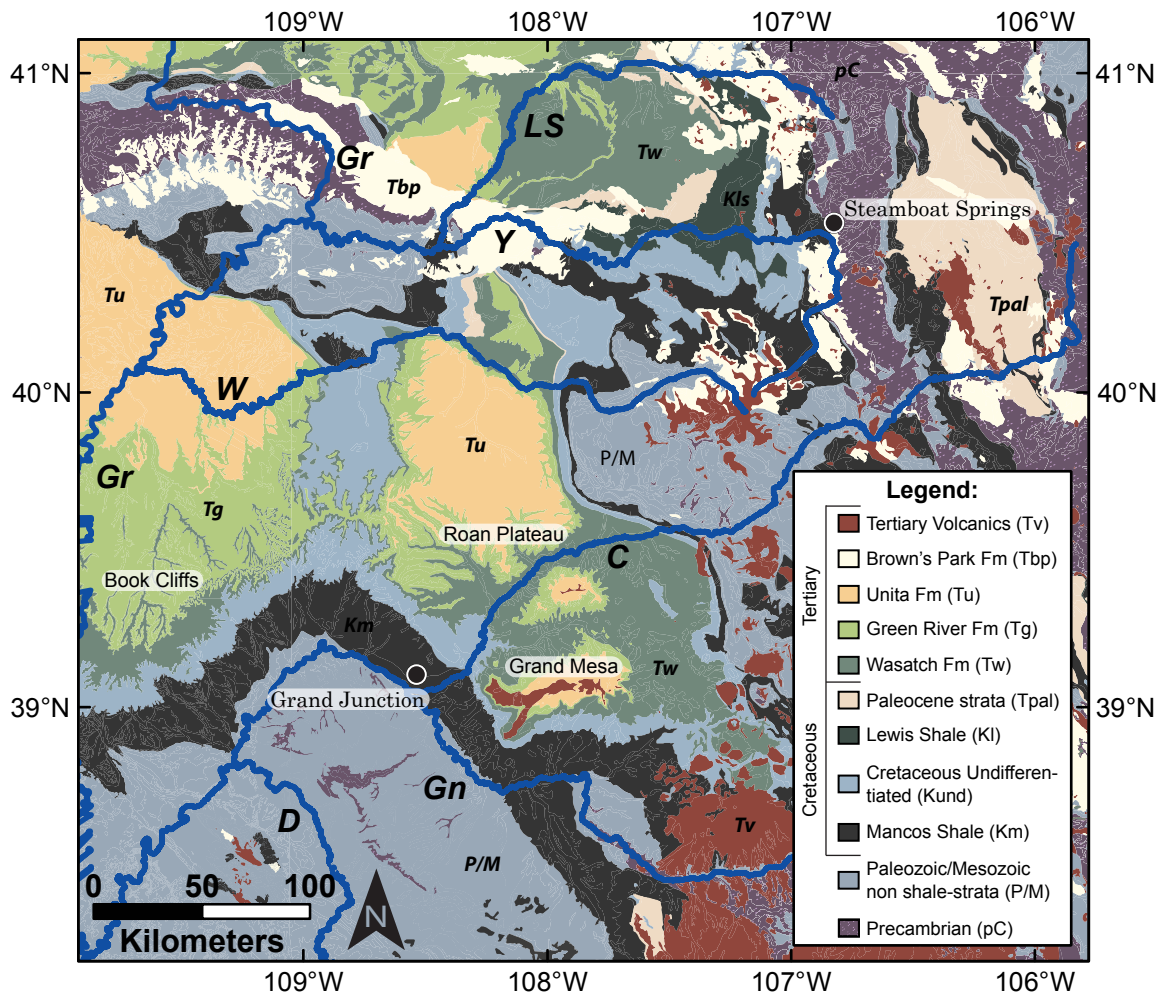 109°W 108°W 107°W 106°W
41°N 41°N
pC
LS
Tw
Gr
Tbp
Kls
Steamboat Springs
Y
Tu
Tpal
W
40°N 40°N
Tu
P/M
Gr
Tg
Roan Plateau
C
Book Cliffs
Km
Grand Mesa
Tw
Grand Junction
39°N 39°N
Gn
D
Tv
P/M
0 50 100
Kilometers
N
Legend:
Tertiary
Cretaceous
Tertiary Volcanics (Tv)
Brown's Park Fm (Tbp)
Unita Fm (Tu)
Green River Fm (Tg)
Wasatch Fm (Tw)
Paleocene strata (Tpal)
Lewis Shale (Kl)
Cretaceous Undifferen-
tiated (Kund)
Mancos Shale (Km)
Paleozoic/Mesozoic
non shale-strata (P/M)
Precambrian (pC)
109°W 108°W 107°W 106°W